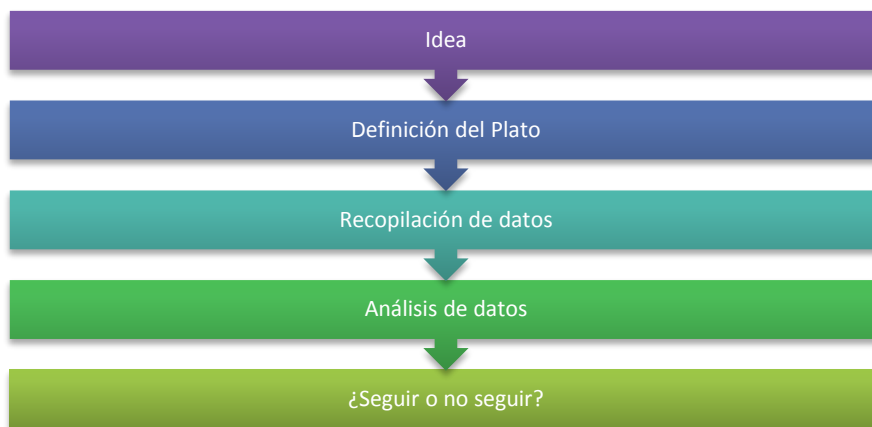 Idea
Definición del Plato
Recopilación de datos
Análisis de datos
¿Seguir o no seguir?